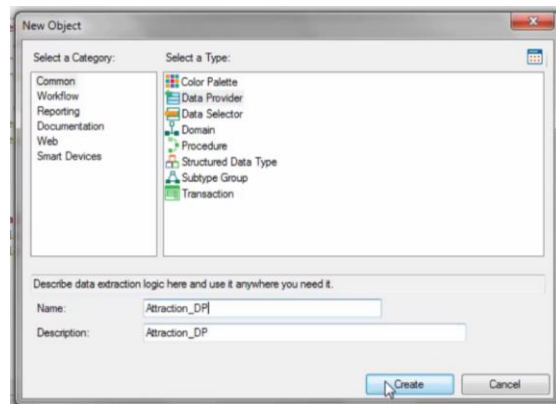 New Object
Select a Category:
Common
Workflow
Reporting
Documentation
Web
Smart Devices
Select a Type:
Color Palette
Data Provider
Data Selector
Domain
Procedure
Structured Data Type
Subtype Group
Transaction
Describe data extraction logic here and use it anywhere you need it.
Name: Attraction_DP
Description: Attraction_DP
Create Cancel